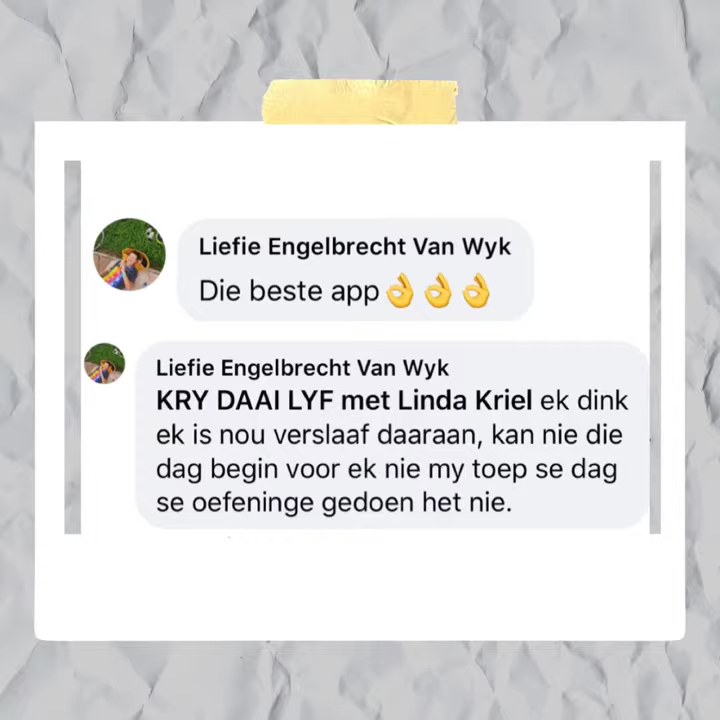 Liefie Engelbrecht Van Wyk
Die beste app👌👌👌
Liefie Engelbrecht Van Wyk
KRY DAAI LYF met Linda Kriel ek dink
ek is nou verslaaf daaraan, kan nie die
dag begin voor ek nie my toep se dag
se oefeninge gedoen het nie.